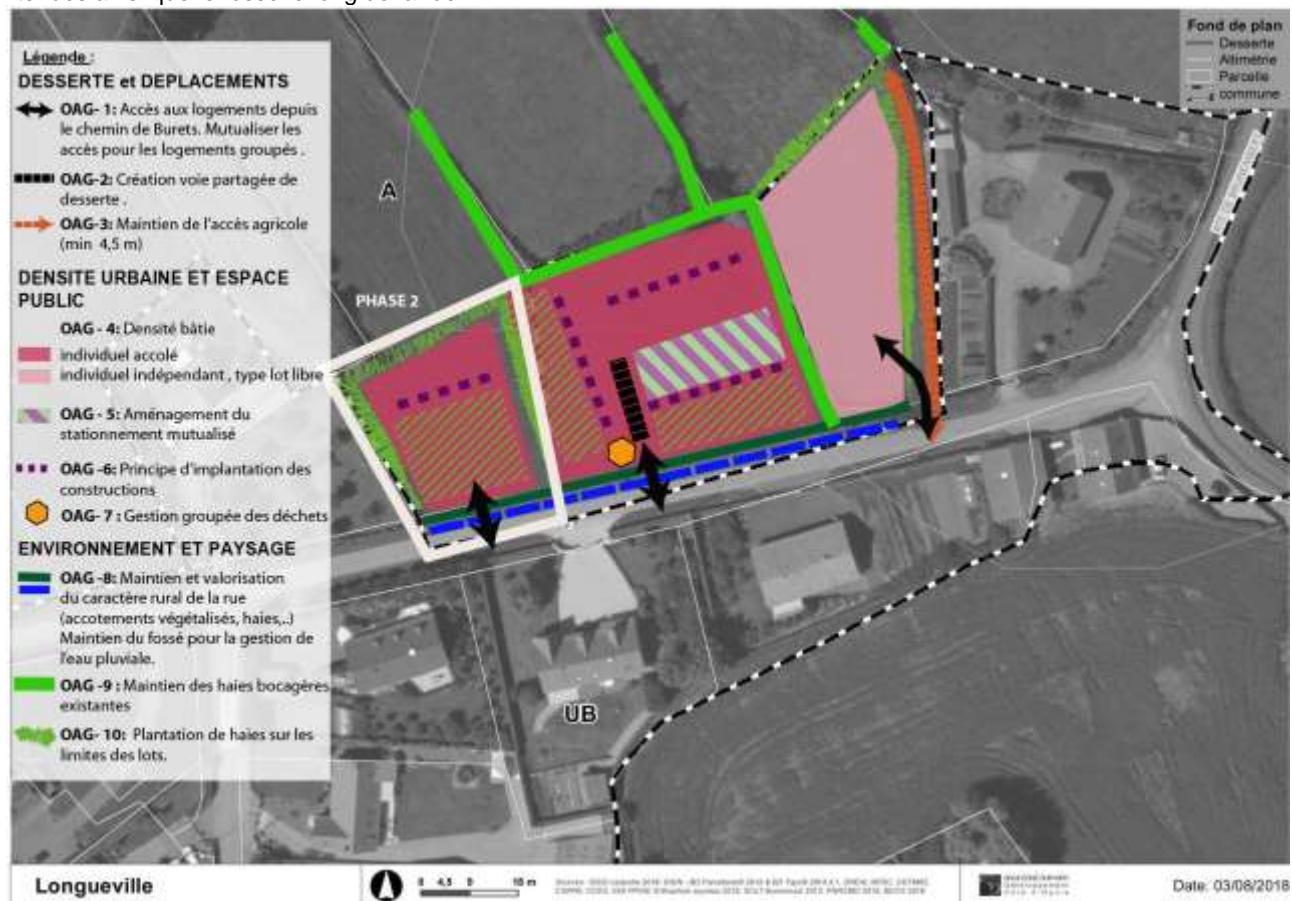 Légende :
DESSERTE et DEPLACEMENTS
OAG- 1: Accès aux logements depuis
le chemin de Burets. Mutualiser les
accès pour les logements groupés .
OAG-2: Création voie partagée de
desserte .
OAG-3: Maintien de l'accès agricole
(min 4,5 m)
DENSITE URBAINE ET ESPACE
PUBLIC
OAG - 4: Densité bâtie
individuel accolé
individuel indépendant , type lot libre
OAG - 5: Aménagement du
stationnement mutualisé
OAG -6: Principe d'implantation des
constructions
OAG- 7 : Gestion groupée des déchets
ENVIRONNEMENT ET PAYSAGE
OAG -8: Maintien et valorisation
du caractère rural de la rue
(accotements végétalisés, haies,..)
Maintien du fossé pour la gestion de
l'eau pluviale.
OAG -9 : Maintien des haies bocagères
existantes
OAG- 10: Plantation de haies sur les
limites des lots.
A
PHASE 2
UB
Fond de plan
Desserte
Altimétrie
Parcelle
commune
Longueville
0 4,5 9 18 m
Date: 03/08/2018